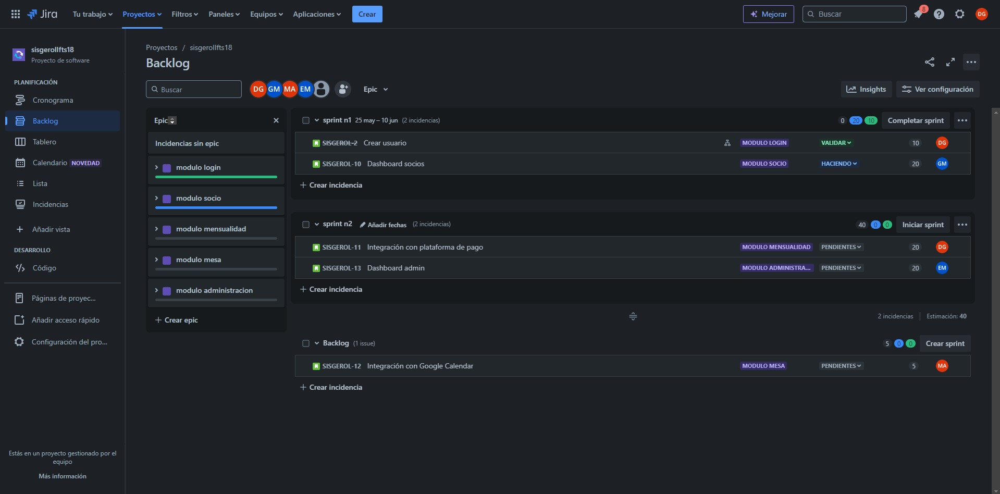 Jira Tu trabajo Proyectos Filtros Paneles Equipos Aplicaciones Crear Mejorar Buscar 8 DG
sisgerollfts18
Proyecto de software
PLANIFICACIÓN
Cronograma
Backlog
Tablero
Calendario NOVEDAD
Lista
Incidencias
Añadir vista
DESARROLLO
Código
Páginas de proyec...
Añadir acceso rápido
Configuración del pro...
Estás en un proyecto gestionado por el
equipo
Más información
Proyectos / sisgerollfts18
Backlog
Buscar DG GM MA EM Epic Insights Ver configuración
Epic
Incidencias sin epic
modulo login
modulo socio
modulo mensualidad
modulo mesa
modulo administracion
Crear epic
sprint n1 25 may – 10 jun (2 incidencias) 0 20 10 Completar sprint
SISGEROL-2 Crear usuario MODULO LOGIN VALIDAR 10 DG
SISGEROL-10 Dashboard socios MODULO SOCIO HACIENDO 20 GM
Crear incidencia
sprint n2 Añadir fechas (2 incidencias) 40 0 0 Iniciar sprint
SISGEROL-11 Integración con plataforma de pago MODULO MENSUALIDAD PENDIENTES 20 DG
SISGEROL-13 Dashboard admin MODULO ADMINISTRA... PENDIENTES 20 EM
Crear incidencia
2 incidencias Estimación: 40
Backlog (1 issue) 5 0 0 Crear sprint
SISGEROL-12 Integración con Google Calendar MODULO MESA PENDIENTES 5 MA
Crear incidencia